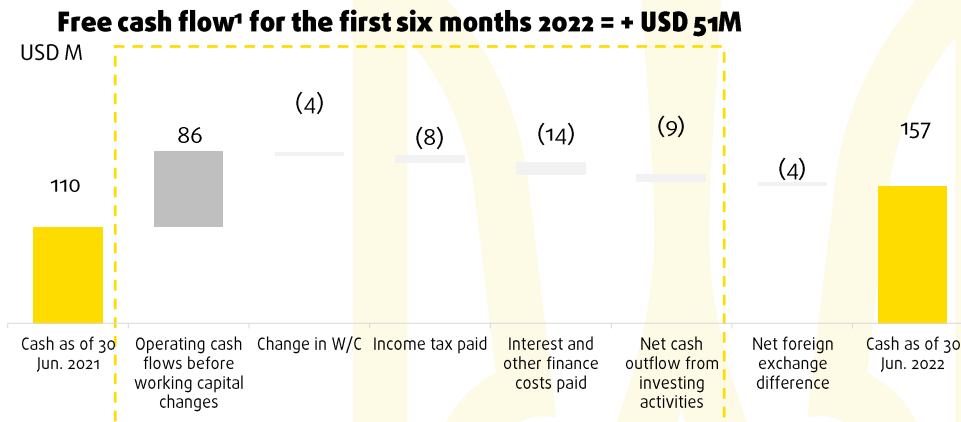 Free cash flow¹ for the first six months 2022 = + USD 51M
USD M
110
86
(4)
(8)
(14)
(9)
(4)
157
Cash as of 30
Jun. 2021
Operating cash
flows before
working capital
changes
Change in W/C
Income tax paid
Interest and
other finance
costs paid
Net cash
outflow from
investing
activities
Net foreign
exchange
difference
Cash as of 30
Jun. 2022